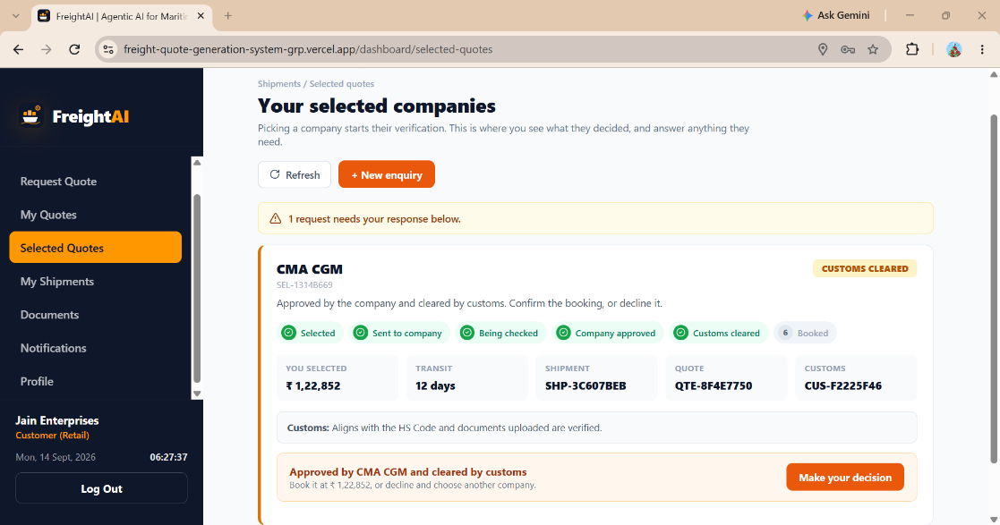 FreightAI | Agentic AI for Maritim
Ask Gemini
freight-quote-generation-system-grp.vercel.app/dashboard/selected-quotes
FreightAI
Request Quote
My Quotes
Selected Quotes
My Shipments
Documents
Notifications
Profile
Jain Enterprises
Customer (Retail)
Mon, 14 Sept, 2026 06:27:37
Log Out
Shipments / Selected quotes
Your selected companies
Picking a company starts their verification. This is where you see what they decided, and answer anything they
need.
Refresh + New enquiry
1 request needs your response below.
CMA CGM CUSTOMS CLEARED
SEL-1314B669
Approved by the company and cleared by customs. Confirm the booking, or decline it.
Selected Sent to company Being checked Company approved Customs cleared 6 Booked
YOU SELECTED TRANSIT SHIPMENT QUOTE CUSTOMS
₹ 1,22,852 12 days SHP-3C607BEB QTE-8F4E7750 CUS-F2225F46
Customs: Aligns with the HS Code and documents uploaded are verified.
Approved by CMA CGM and cleared by customs
Book it at ₹ 1,22,852, or decline and choose another company.
Make your decision